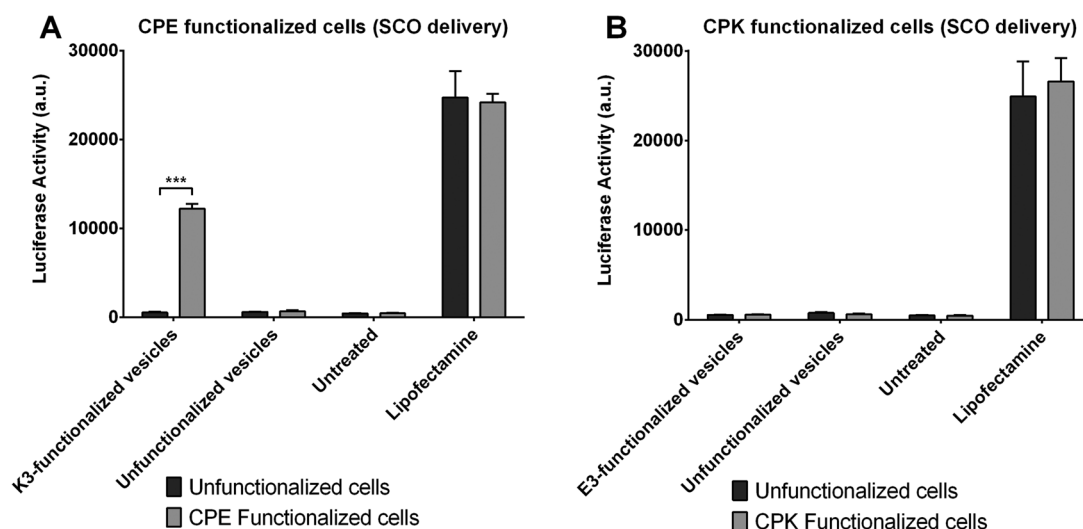 A
CPE functionalized cells (SCO delivery)
Luciferase Activity (a.u.)
30000
20000
10000
0
***
K3-functionalized vesicles
Unfunctionalized vesicles
Untreated
Lipofectamine
Unfunctionalized cells
CPE Functionalized cells
B
CPK functionalized cells (SCO delivery)
Luciferase Activity (a.u.)
30000
20000
10000
0
E3-functionalized vesicles
Unfunctionalized vesicles
Untreated
Lipofectamine
Unfunctionalized cells
CPK Functionalized cells